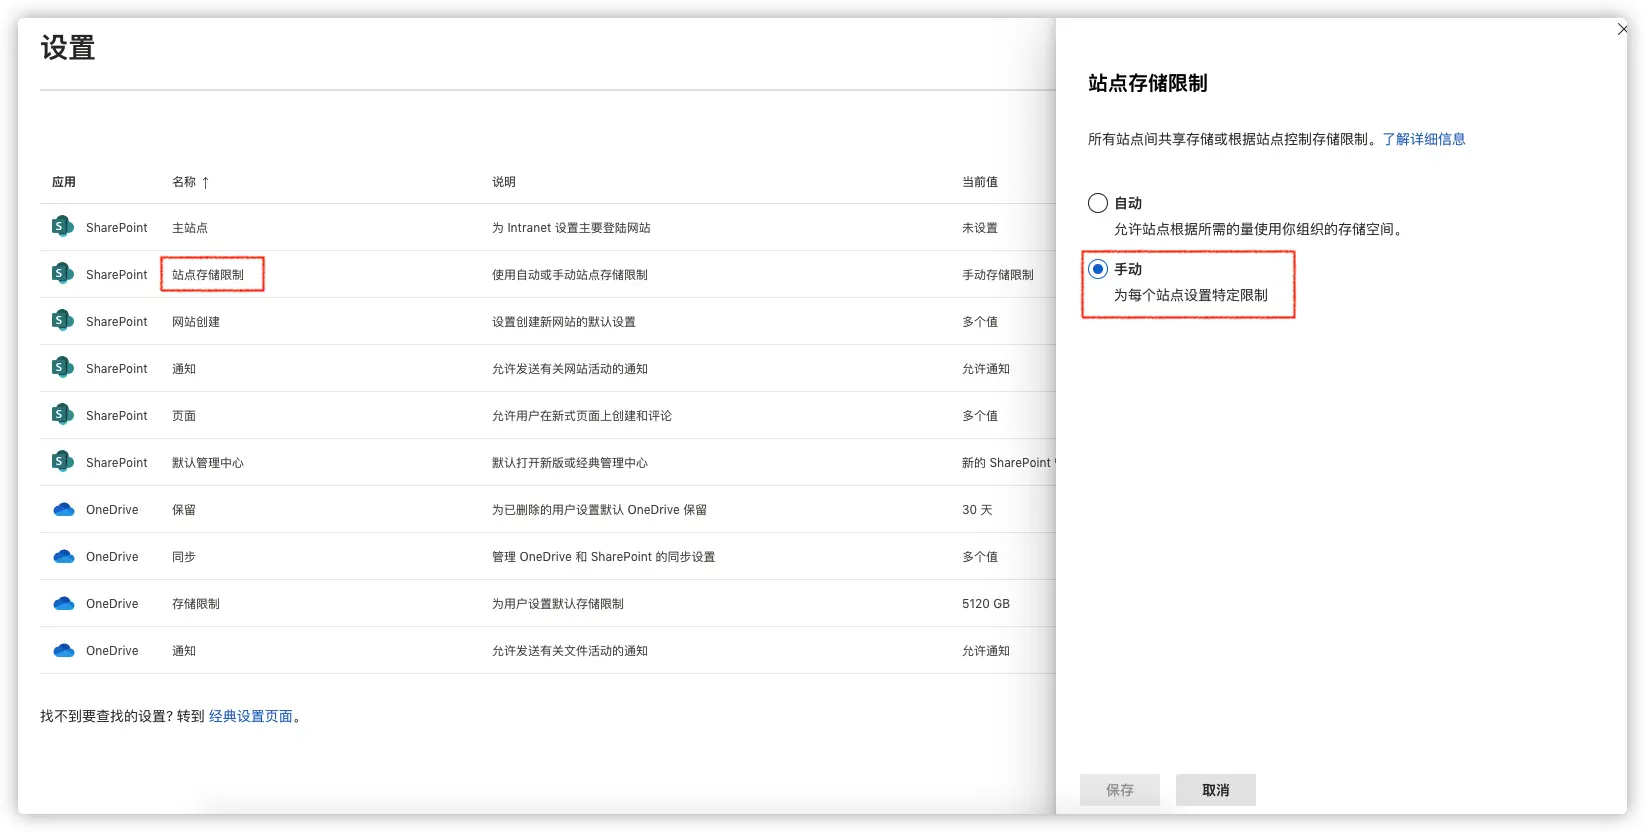 设置
应用 名称 ↑ 说明 当前值
SharePoint 主站点 为 Intranet 设置主要登陆网站 未设置
SharePoint 站点存储限制 使用自动或手动站点存储限制 手动存储限制
SharePoint 网站创建 设置创建新网站的默认设置 多个值
SharePoint 通知 允许发送有关网站活动的通知 允许通知
SharePoint 页面 允许用户在新式页面上创建和评论 多个值
SharePoint 默认管理中心 默认打开新版或经典管理中心 新的 SharePoint
OneDrive 保留 为已删除的用户设置默认 OneDrive 保留 30 天
OneDrive 同步 管理 OneDrive 和 SharePoint 的同步设置 多个值
OneDrive 存储限制 为用户设置默认存储限制 5120 GB
OneDrive 通知 允许发送有关文件活动的通知 允许通知
找不到要查找的设置? 转到 经典设置页面。
站点存储限制
所有站点间共享存储或根据站点控制存储限制。了解详细信息
自动
允许站点根据所需的量使用你组织的存储空间。
手动
为每个站点设置特定限制
保存 取消